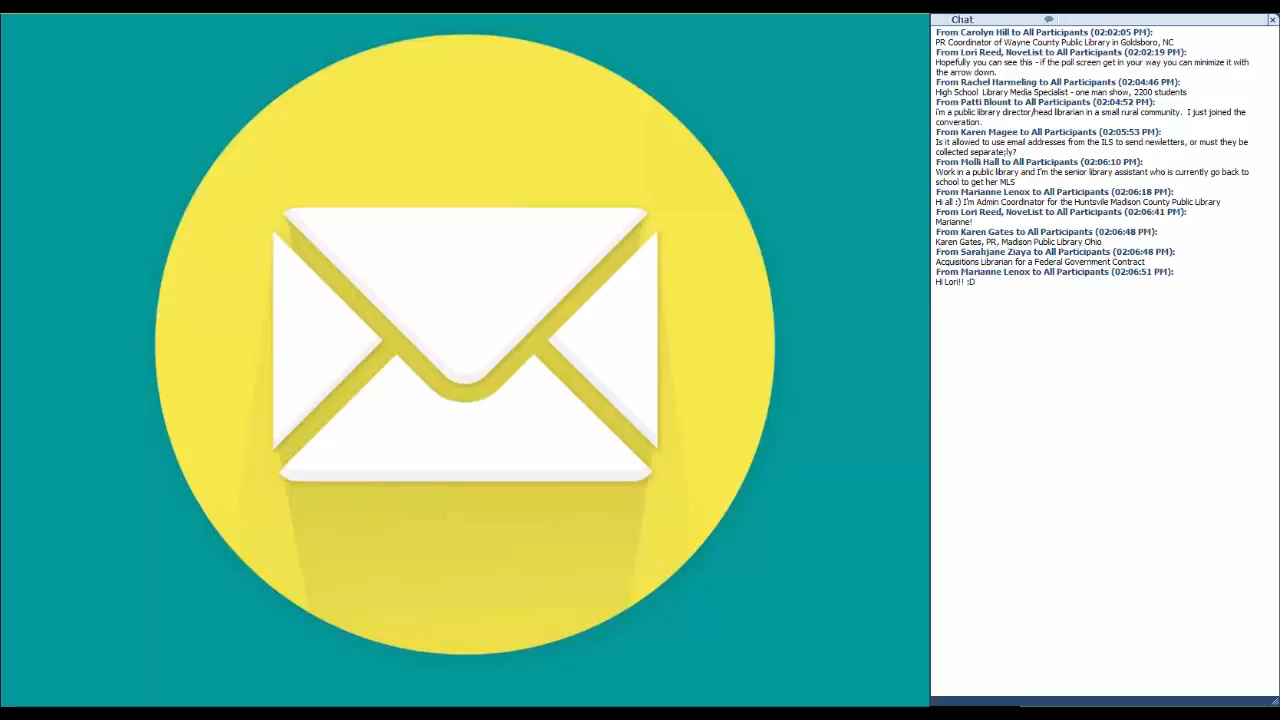 Chat
From Carolyn Hill to All Participants (02:02:05 PM):
PR Coordinator of Wayne County Public Library in Goldsboro, NC
From Lori Reed, NoveList to All Participants (02:02:19 PM):
Hopefully you can see this - if the poll screen get in your way you can minimize it with
the arrow down.
From Rachel Harmeling to All Participants (02:04:46 PM):
High School Library Media Specialist - one man show, 2200 students
From Patti Blount to All Participants (02:04:52 PM):
i'm a public library director/head librarian in a small rural community. I just joined the
converation.
From Karen Magee to All Participants (02:05:53 PM):
Is it allowed to use email addresses from the ILS to send newletters, or must they be
collected separate;ly?
From Molli Hall to All Participants (02:06:10 PM):
Work in a public library and I'm the senior library assistant who is currently go back to
school to get her MLS
From Marianne Lenox to All Participants (02:06:18 PM):
Hi all :) I'm Admin Coordinator for the Huntsvile Madison County Public Library
From Lori Reed, NoveList to All Participants (02:06:41 PM):
Marianne!
From Karen Gates to All Participants (02:06:48 PM):
Karen Gates, PR, Madison Public Library Ohio
From Sarahjane Ziaya to All Participants (02:06:48 PM):
Acquisitions Librarian for a Federal Government Contract
From Marianne Lenox to All Participants (02:06:51 PM):
Hi Lori!! :D